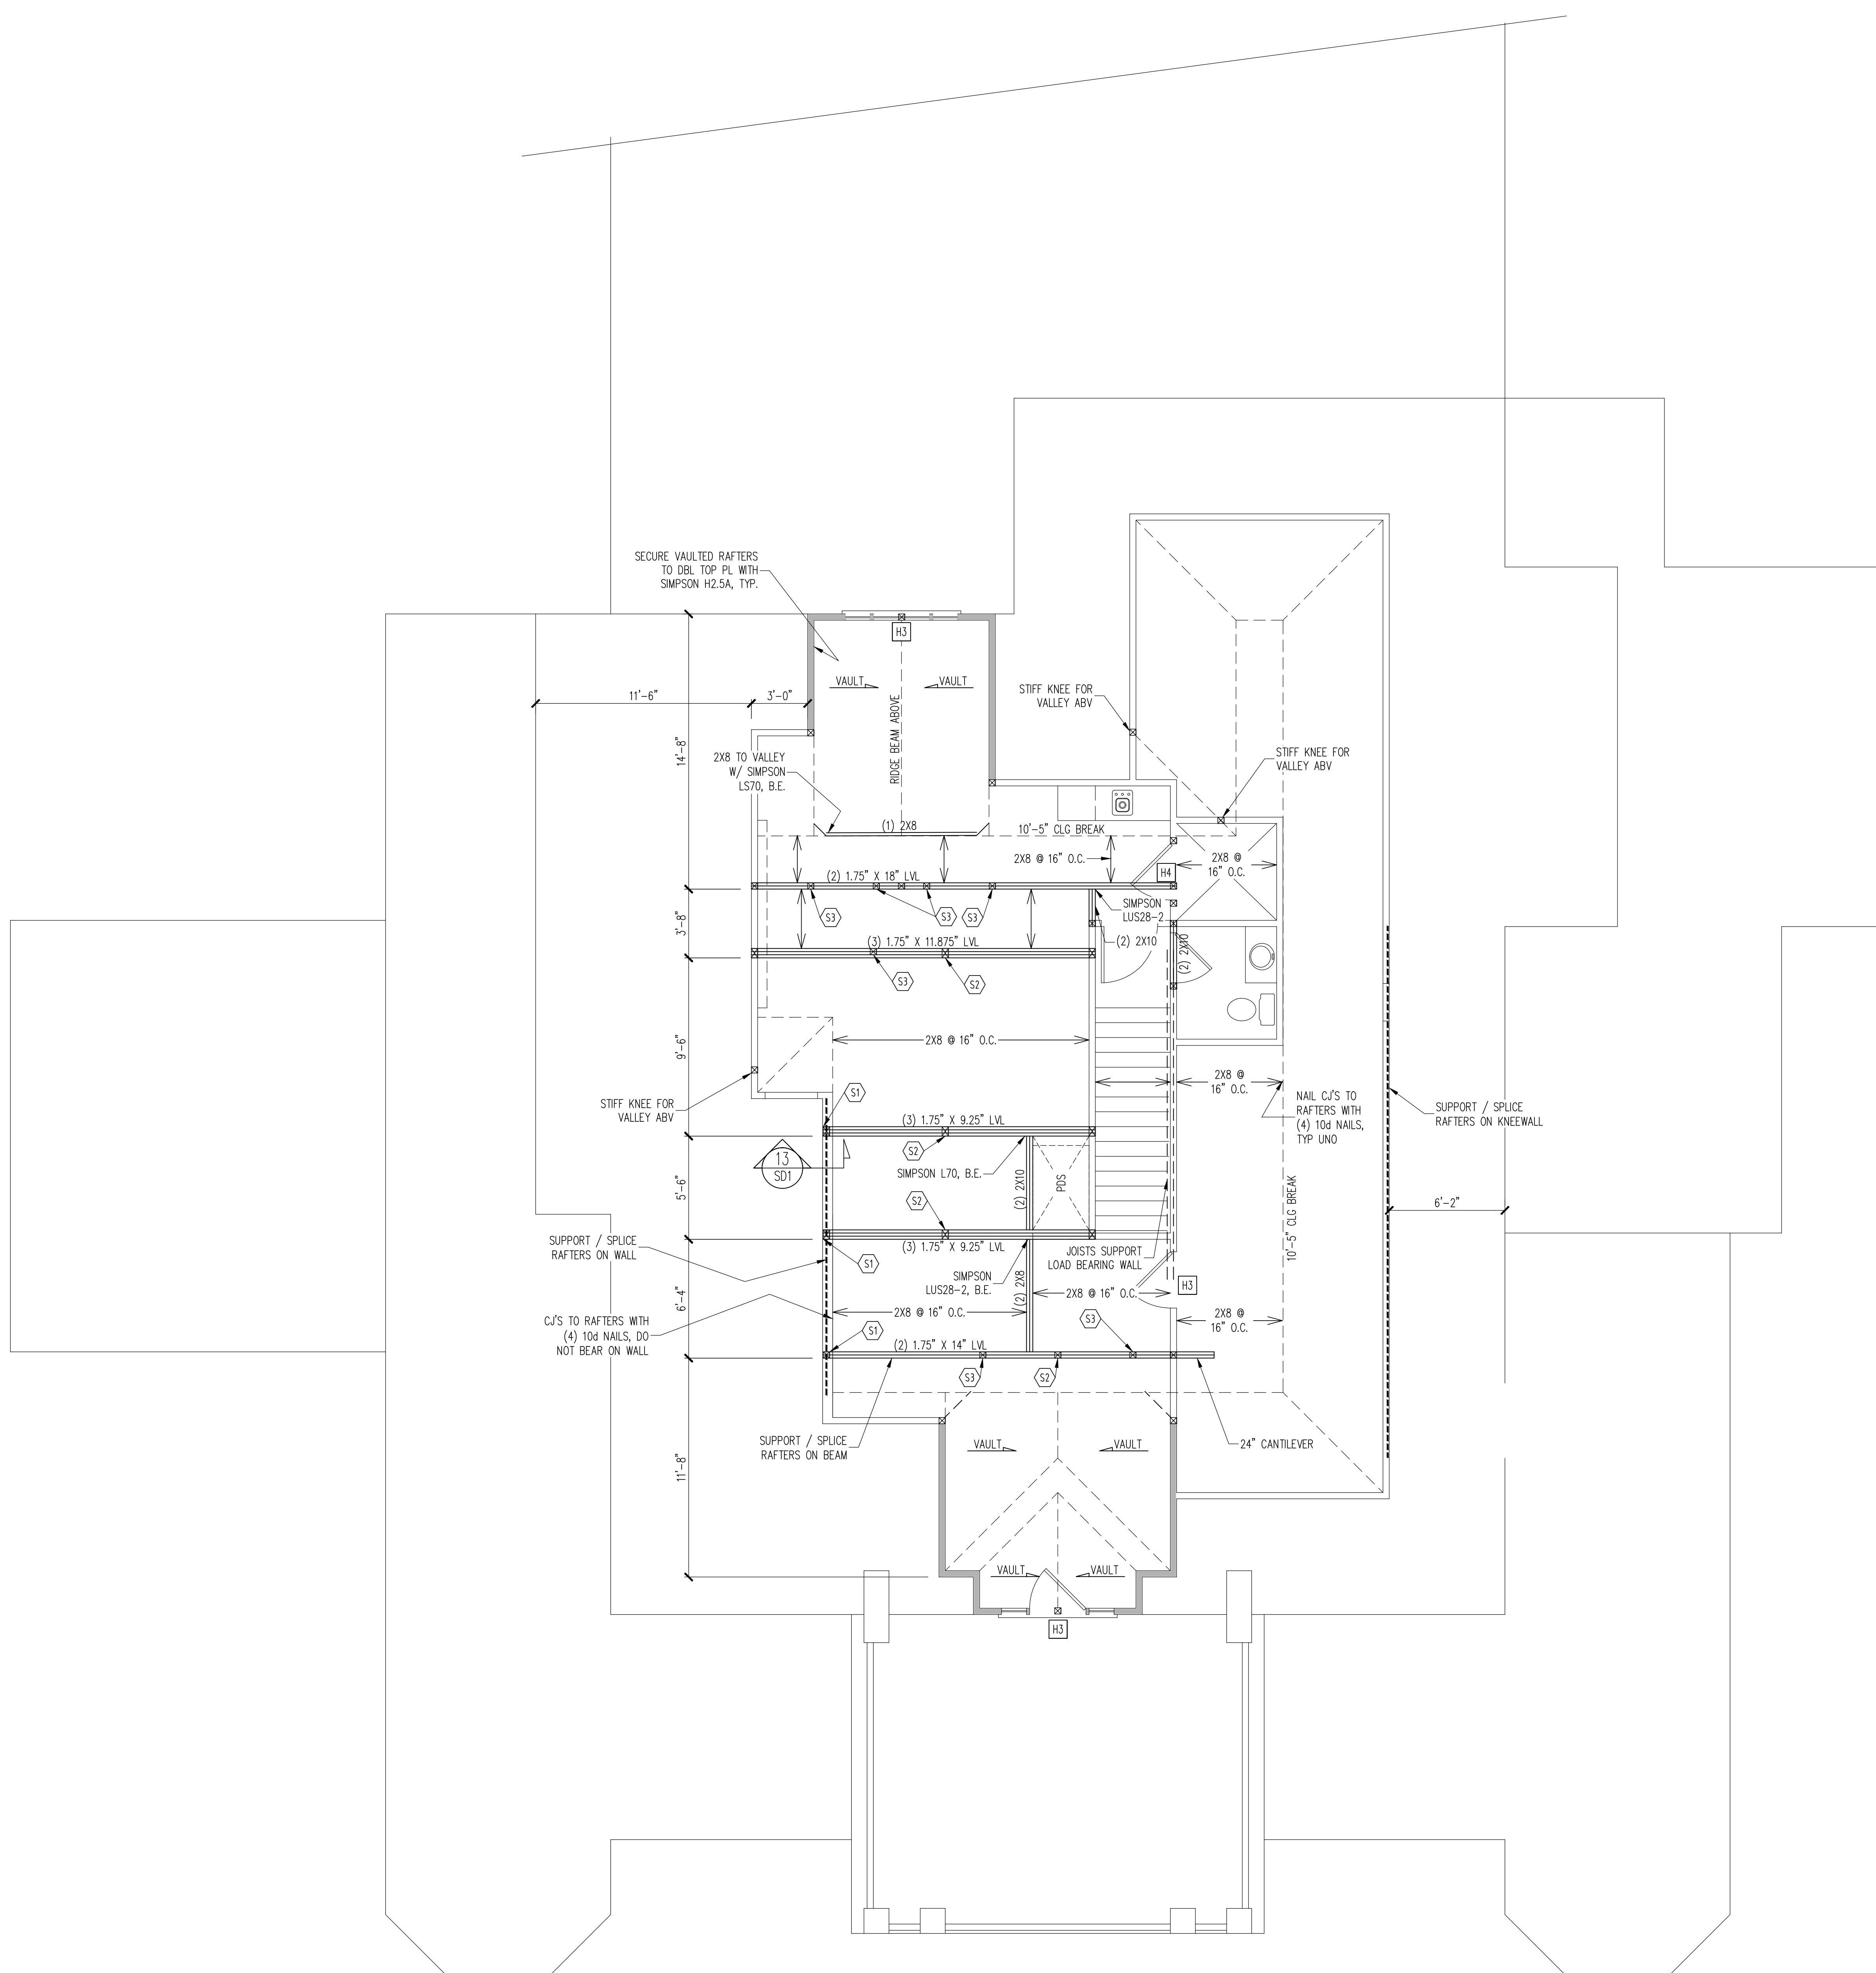 SECURE VAULTED RAFTERS
TO DBL TOP PL WITH
SIMPSON H2.5A, TYP.
H3
11'-6"
3'-0"
VAULT
VAULT
RIDGE BEAM ABOVE
STIFF KNEE FOR
VALLEY ABV
14'-8"
2X8 TO VALLEY
W/ SIMPSON
LS70, B.E.
STIFF KNEE FOR
VALLEY ABV
(1) 2X8
10'-5" CLG BREAK
2X8 @ 16" O.C.
2X8 @
16" O.C.
H4
(2) 1.75" X 18" LVL
SIMPSON
LUS28-2
S3
S3
S3
3'-8"
(3) 1.75" X 11.875" LVL
(2) 2X10
(2) 2X10
S3
S2
9'-6"
2X8 @ 16" O.C.
2X8 @
16" O.C.
STIFF KNEE FOR
VALLEY ABV
S1
NAIL CJ'S TO
RAFTERS WITH
(4) 10d NAILS,
TYP UNO
SUPPORT / SPLICE
RAFTERS ON KNEEWALL
(3) 1.75" X 9.25" LVL
S2
13
SD1
SIMPSON L70, B.E.
(2) 2X10
PDS
5'-6"
S2
6'-2"
10'-5" CLG BREAK
SUPPORT / SPLICE
RAFTERS ON WALL
(3) 1.75" X 9.25" LVL
S1
JOISTS SUPPORT
LOAD BEARING WALL
SIMPSON
LUS28-2, B.E.
(2) 2X8
H3
6'-4"
2X8 @ 16" O.C.
2X8 @ 16" O.C.
2X8 @
16" O.C.
CJ'S TO RAFTERS WITH
(4) 10d NAILS, DO
NOT BEAR ON WALL
S1
S3
(2) 1.75" X 14" LVL
S3
S2
SUPPORT / SPLICE
RAFTERS ON BEAM
VAULT
VAULT
24" CANTILEVER
11'-8"
VAULT
VAULT
H3